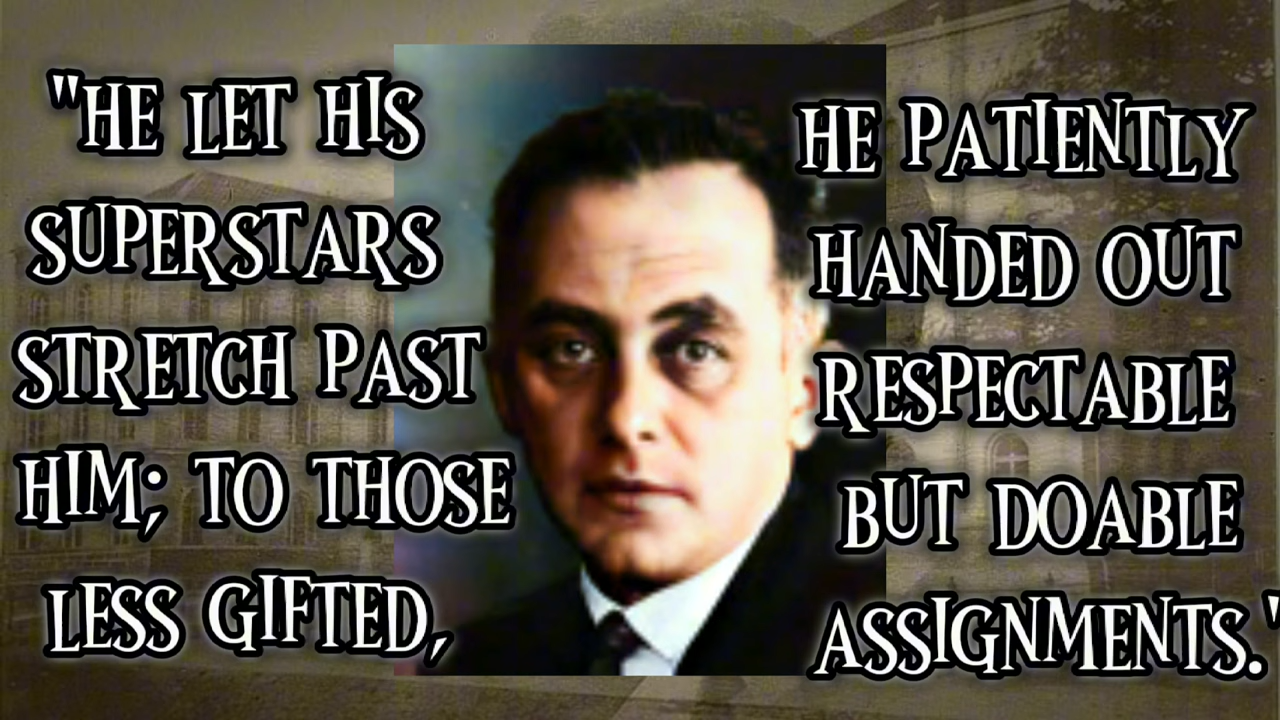 "HE LET HIS
SUPERSTARS
STRETCH PAST
HIM; TO THOSE
LESS GIFTED,
HE PATIENTLY
HANDED OUT
RESPECTABLE
BUT DOABLE
ASSIGNMENTS."